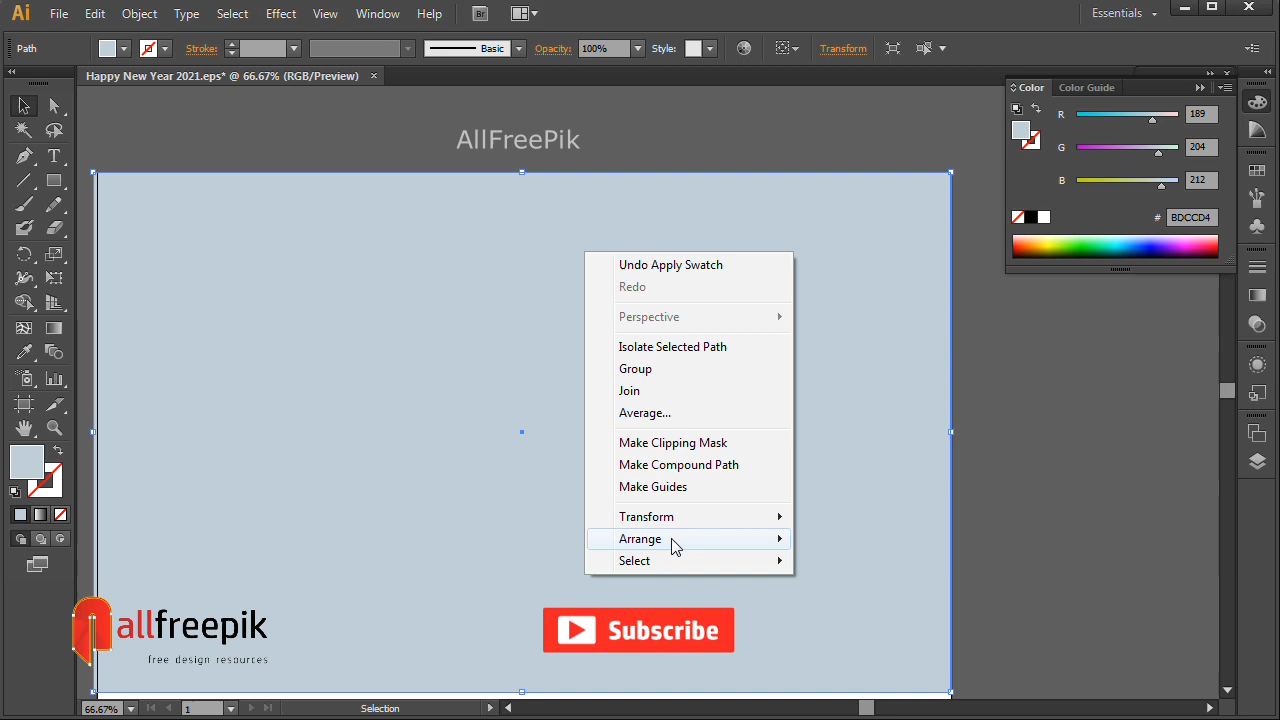 Ai File Edit Object Type Select Effect View Window Help Br Essentials
Path Stroke: Basic Opacity: 100% Style: Transform
Happy New Year 2021.eps* @ 66.67% (RGB/Preview) ×
Color Color Guide
R 189
G 204
B 212
# BDCCD4
AllFreePik
Undo Apply Swatch
Redo
Perspective
Isolate Selected Path
Group
Join
Average...
Make Clipping Mask
Make Compound Path
Make Guides
Transform
Arrange
Select
allfreepik
free design resources
Subscribe
66.67% 1 Selection